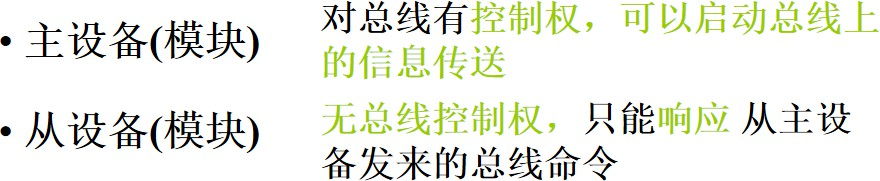 • 主设备(模块)
对总线有控制权，可以启动总线上
的信息传送
• 从设备(模块)
无总线控制权，只能响应 从主设
备发来的总线命令